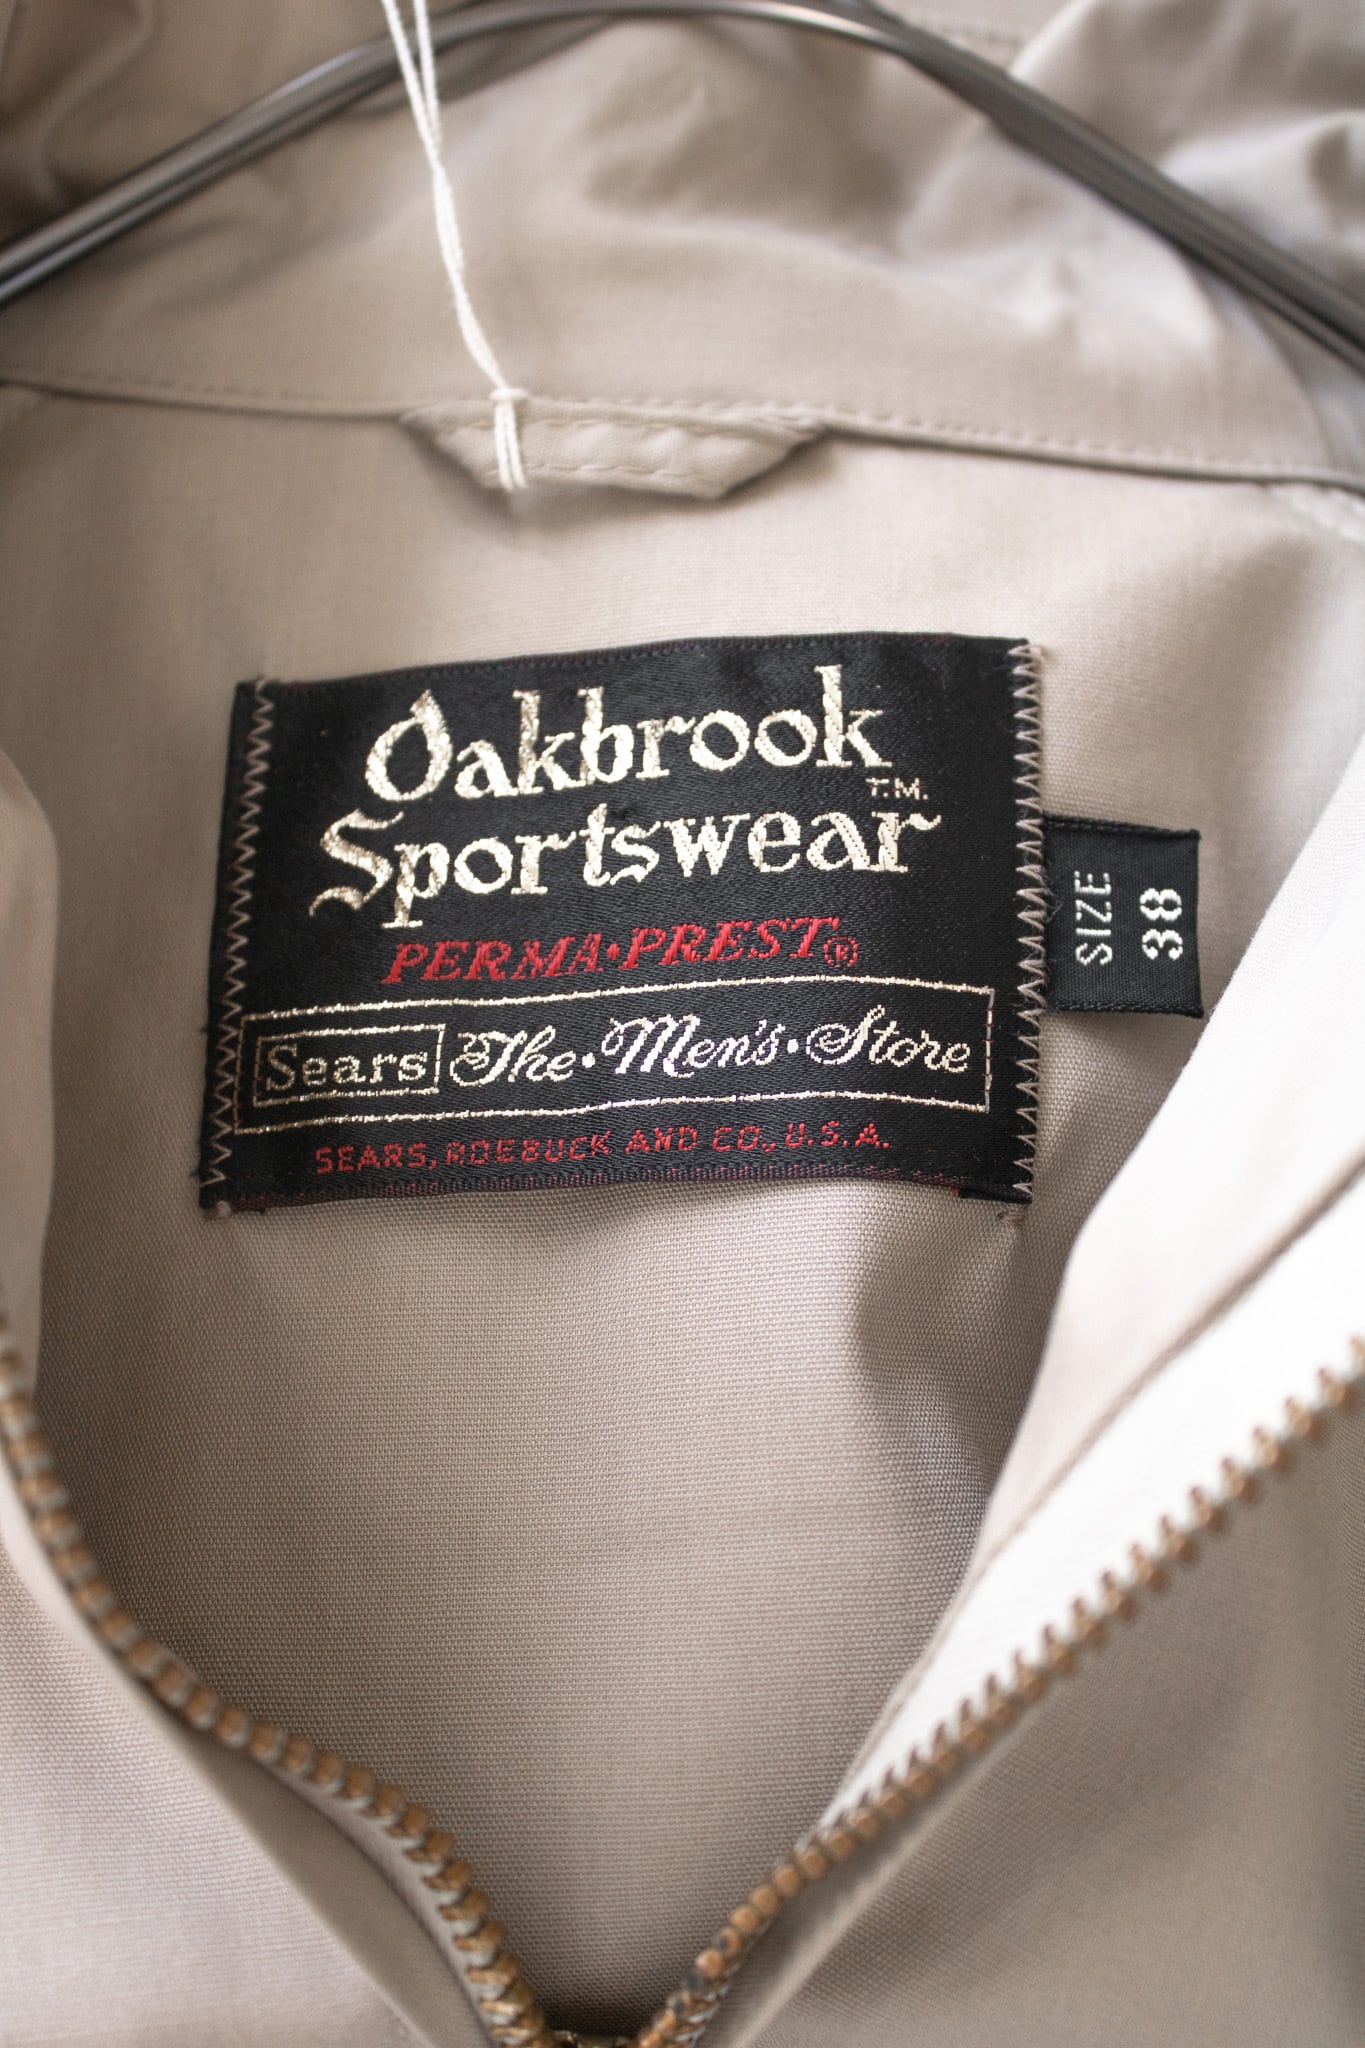 Oakbrook
T.M.
Sportswear
PERMA•PREST®
Sears The•Men's•Store
SEARS, ROEBUCK AND CO., U.S.A.
SIZE
38